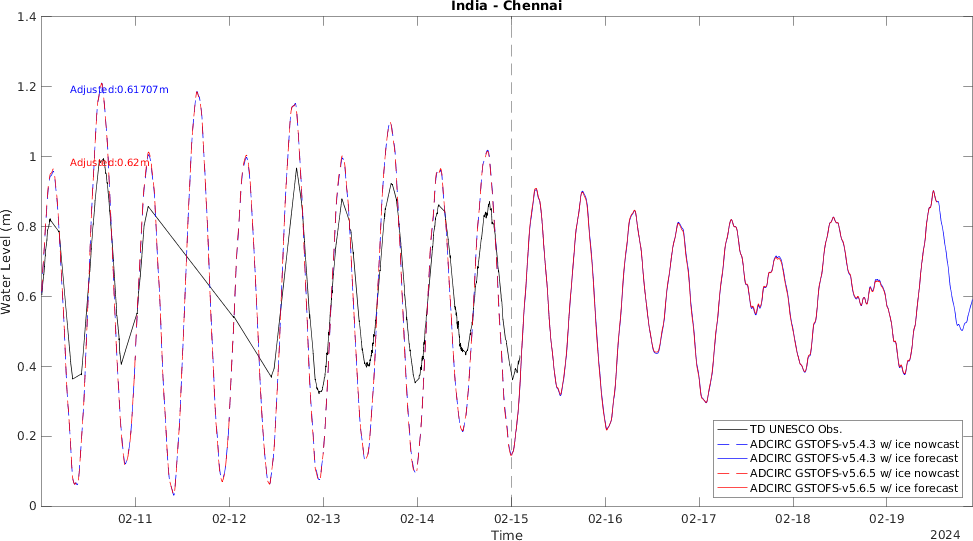 India - Chennai
1.4
1.2
1
0.8
0.6
0.4
0.2
0
Water Level (m)
Adjusted:0.61707m
Adjusted:0.62m
TD UNESCO Obs.
ADCIRC GSTOFS-v5.4.3 w/ ice nowcast
ADCIRC GSTOFS-v5.4.3 w/ ice forecast
ADCIRC GSTOFS-v5.6.5 w/ ice nowcast
ADCIRC GSTOFS-v5.6.5 w/ ice forecast
02-11 02-12 02-13 02-14 02-15 02-16 02-17 02-18 02-19
Time
2024